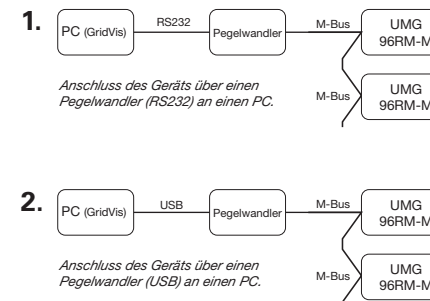 1.
PC (GridVis)
RS232
Pegelwandler
M-Bus
UMG
96RM-M
Anschluss des Geräts über einen
Pegelwandler (RS232) an einen PC.
M-Bus
UMG
96RM-M
2.
PC (GridVis)
USB
Pegelwandler
M-Bus
UMG
96RM-M
Anschluss des Geräts über einen
Pegelwandler (USB) an einen PC.
M-Bus
UMG
96RM-M